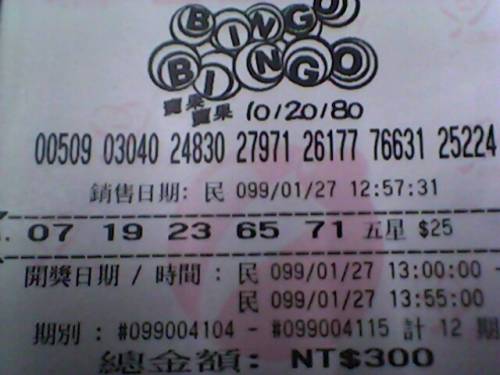 BINGO
BINGO
賓果
賓果 10/20/80
00509 03040 24830 27971 26177 76631 25224
銷售日期: 民 099/01/27 12:57:31
. 07 19 23 65 71 五星 $25
開獎日期 / 時間 : 民 099/01/27 13:00:00 -
民 099/01/27 13:55:00
期別 : #099004104 - #099004115 計 12 期
總金額: NT$300